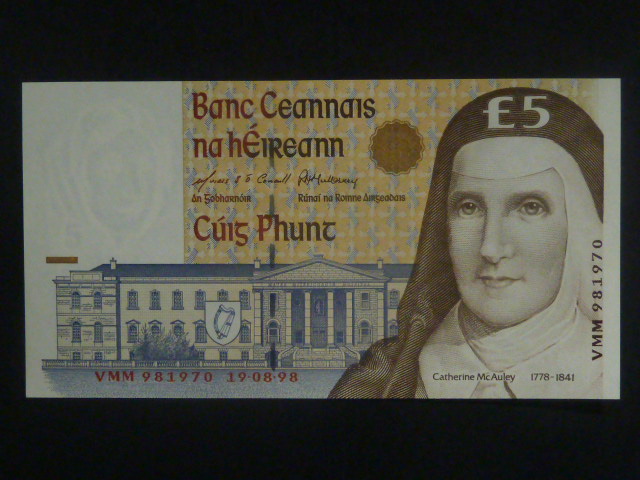 Banc Ceannais
na hÉireann
£5
An Gobharnóir
Rúnaí na Roinne Airgeadais
Cúig Phunt
VMM 981970
VMM 981970 19·08·98
Catherine McAuley 1778-1841